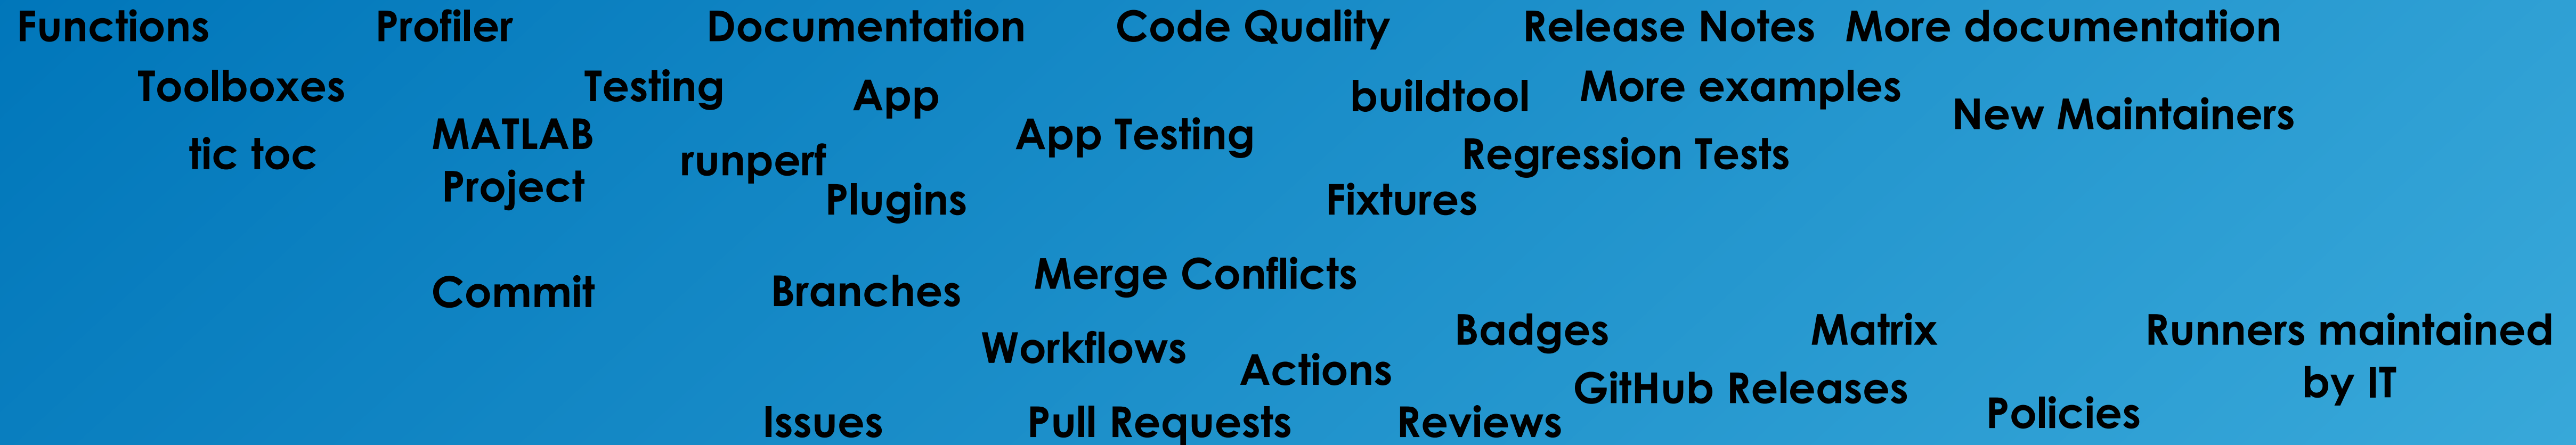 Functions
Profiler
Documentation
Code Quality
Release Notes
More documentation
Toolboxes
Testing
App
buildtool
More examples
New Maintainers
tic toc
MATLAB
Project
runperf
App Testing
Regression Tests
Plugins
Fixtures
Commit
Branches
Merge Conflicts
Workflows
Actions
Badges
Matrix
Runners maintained
by IT
GitHub Releases
Policies
Issues
Pull Requests
Reviews